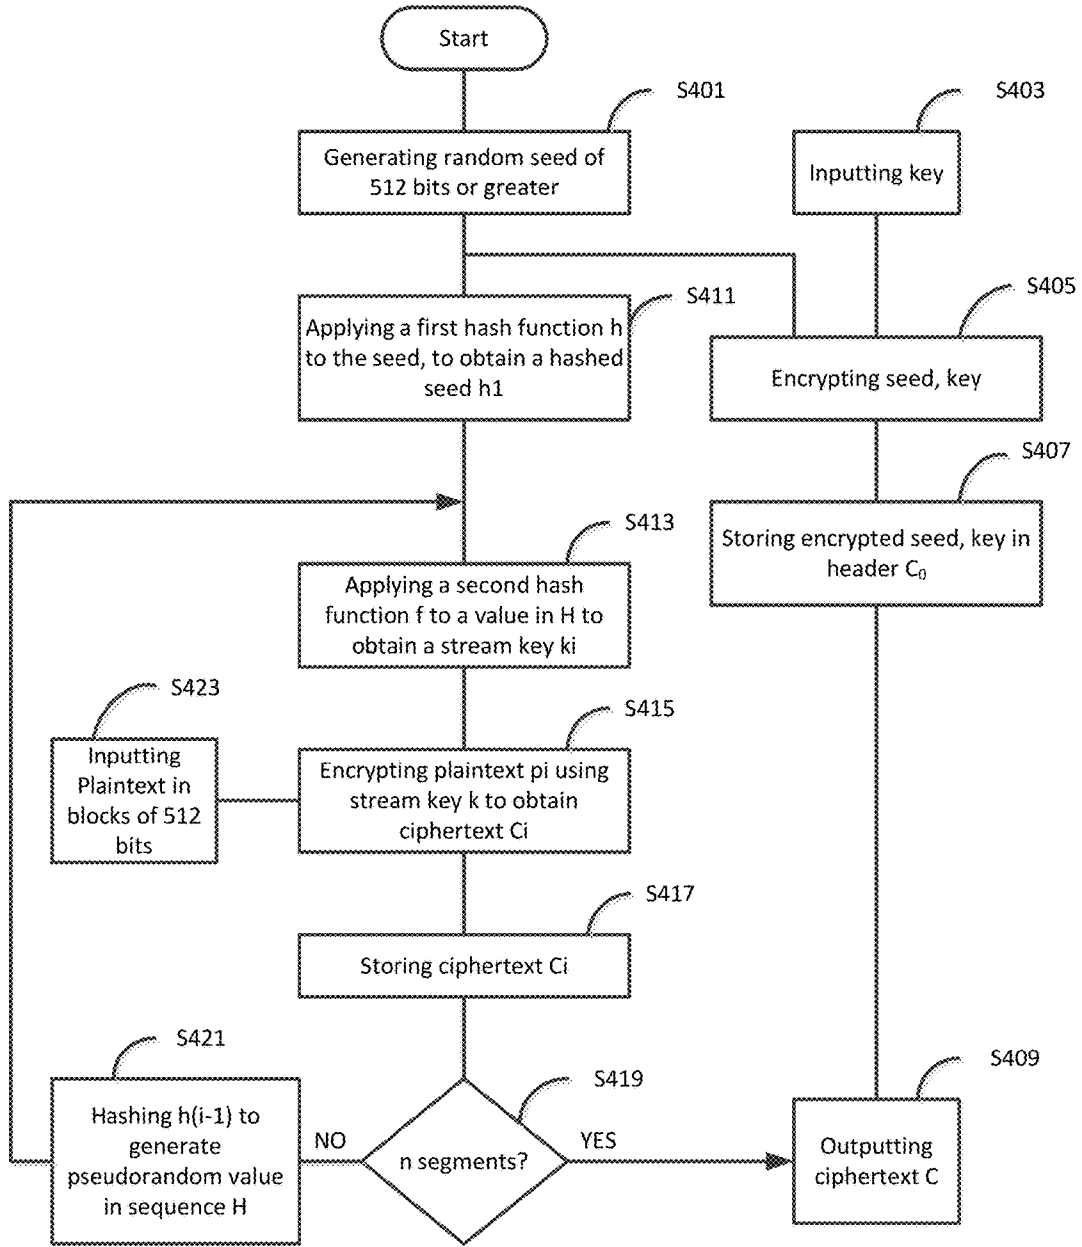 Start
S401
Generating random seed of
512 bits or greater
S403
Inputting key
S405
Encrypting seed, key
S411
Applying a first hash function h
to the seed, to obtain a hashed
seed h1
S407
Storing encrypted seed, key in
header C₀
S413
Applying a second hash
function f to a value in H to
obtain a stream key ki
S423
Inputting
Plaintext in
blocks of 512
bits
S415
Encrypting plaintext pi using
stream key k to obtain
ciphertext Ci
S417
Storing ciphertext Ci
S421
Hashing h(i-1) to
generate
pseudorandom value
in sequence H
NO
S419
n segments?
YES
S409
Outputting
ciphertext C